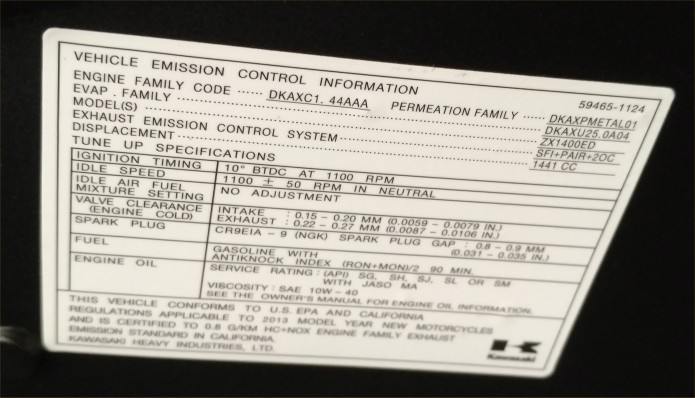 VEHICLE EMISSION CONTROL INFORMATION
59465-1124
ENGINE FAMILY CODE ····· DKAXC1. 44AAA PERMEATION FAMILY ····· DKAXPMETAL01
EVAP. FAMILY ····· DKAXU25.0A04
MODEL(S) ····· ZX1400ED
EXHAUST EMISSION CONTROL SYSTEM ····· SFI+PAIR+2OC
DISPLACEMENT ····· 1441 CC
TUNE UP SPECIFICATIONS
IGNITION TIMING 10° BTDC AT 1100 RPM
IDLE SPEED 1100 ± 50 RPM IN NEUTRAL
IDLE AIR FUEL MIXTURE SETTING NO ADJUSTMENT
VALVE CLEARANCE INTAKE : 0.15 - 0.20 MM (0.0059 - 0.0079 IN.)
(ENGINE COLD) EXHAUST : 0.22 - 0.27 MM (0.0087 - 0.0106 IN.)
SPARK PLUG CR9EIA - 9 (NGK) SPARK PLUG GAP : 0.8 - 0.9 MM
(0.031 - 0.035 IN.)
FUEL GASOLINE WITH
ANTIKNOCK INDEX (RON+MON)/2 90 MIN.
ENGINE OIL SERVICE RATING : (API) SG, SH, SJ, SL OR SM
WITH JASO MA
VISCOSITY : SAE 10W - 40
SEE THE OWNER'S MANUAL FOR ENGINE OIL INFORMATION.
THIS VEHICLE CONFORMS TO U.S. EPA AND CALIFORNIA
REGULATIONS APPLICABLE TO 2013 MODEL YEAR NEW MOTORCYCLES
AND IS CERTIFIED TO 0.8 G/KM HC+NOX ENGINE FAMILY EXHAUST
EMISSION STANDARD IN CALIFORNIA.
KAWASAKI HEAVY INDUSTRIES, LTD.
Kawasaki